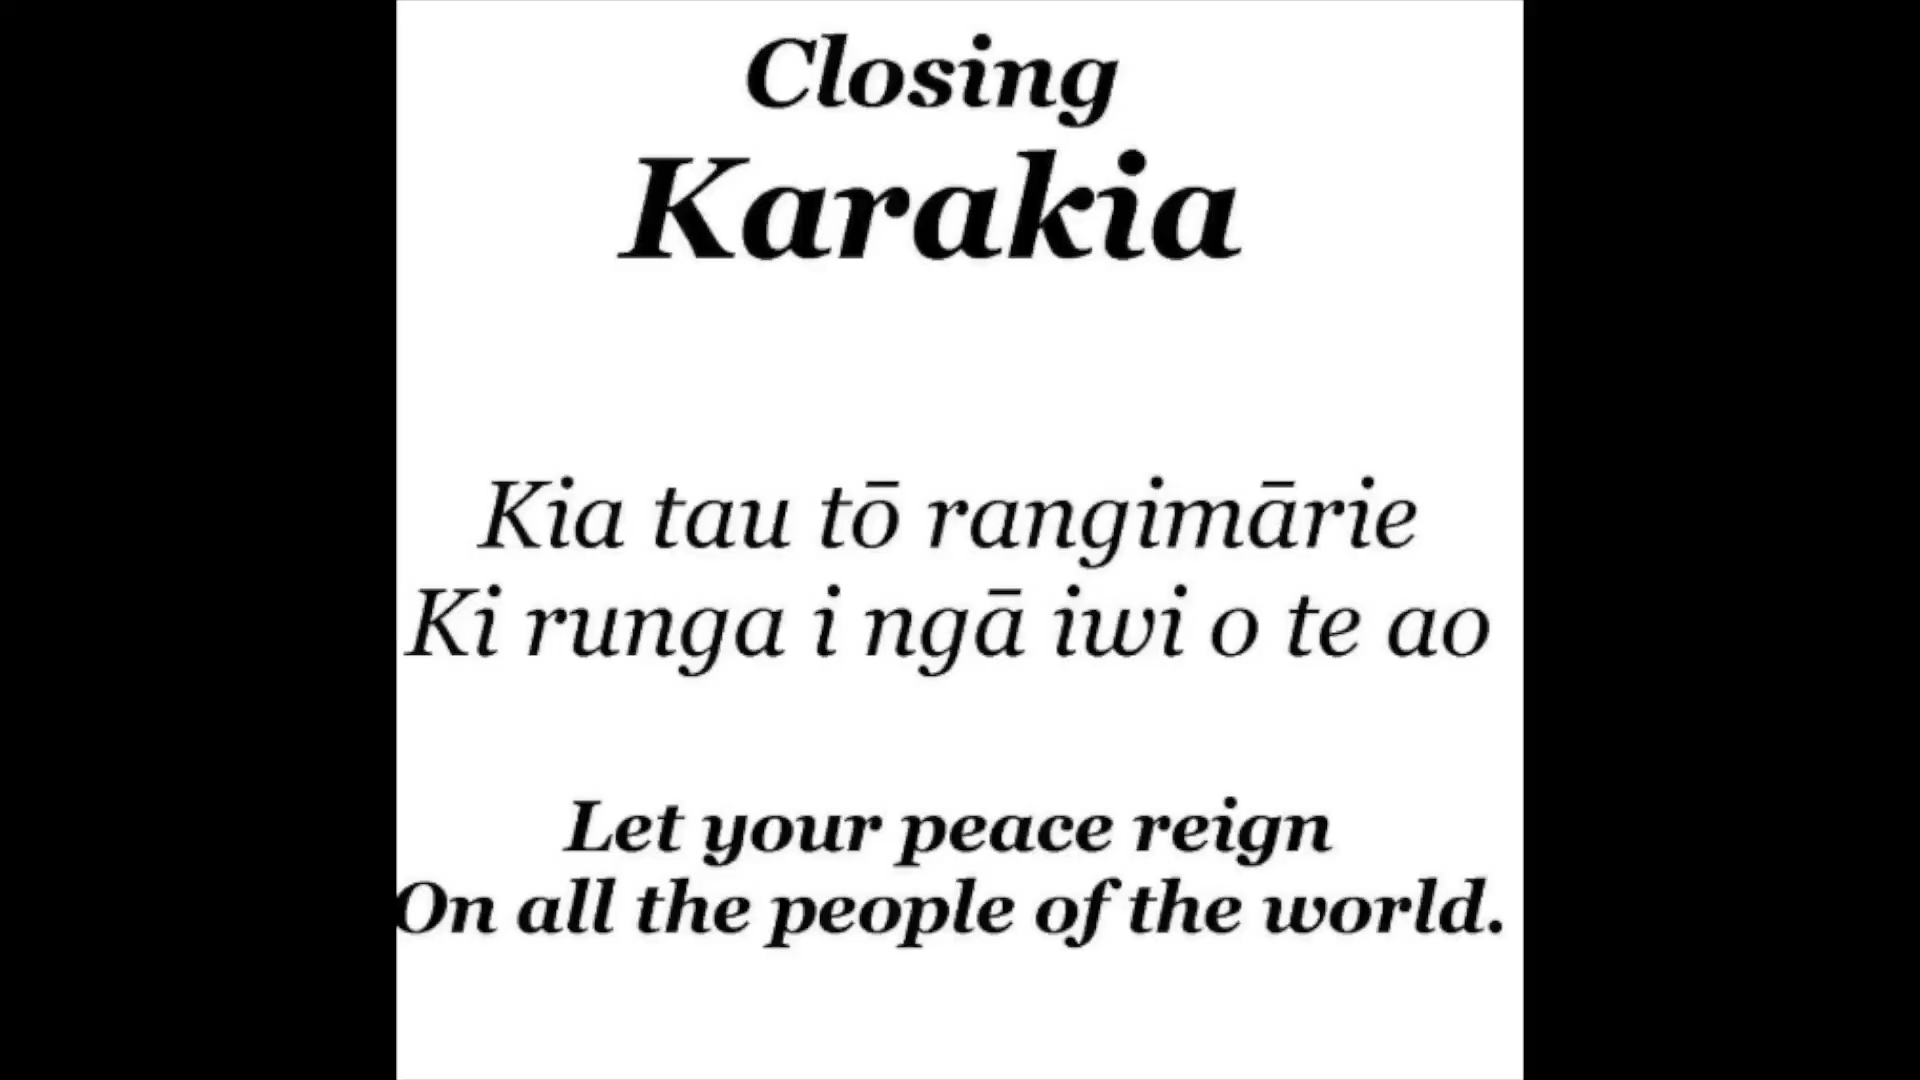 Closing
Karakia
Kia tau tō rangimārie
Ki runga i ngā iwi o te ao
Let your peace reign
On all the people of the world.